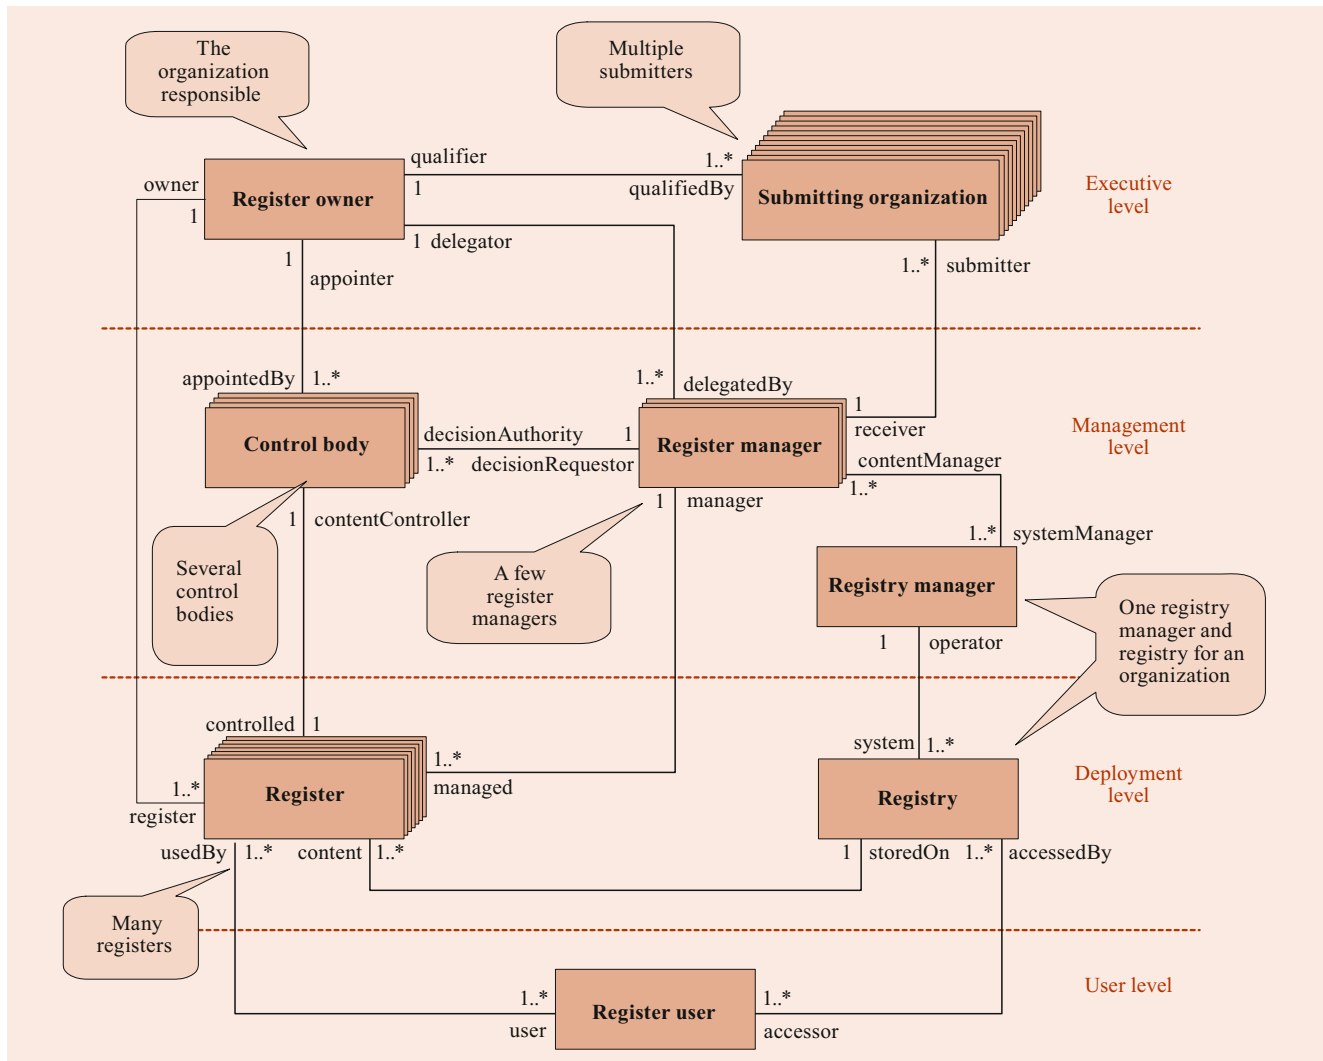 The
organization
responsible
Multiple
submitters
qualifier
1
1..*
qualifiedBy
owner
1
Register owner
Submitting organization
Executive
level
1 delegator
1
appointer
1..*
submitter
appointedBy
1..*
1..*
delegatedBy
Control body
decisionAuthority
1..*
1
decisionRequestor
Register manager
1
receiver
contentManager
1..*
Management
level
1
contentController
1
manager
1..*
systemManager
Several
control
bodies
A few
register
managers
Registry manager
One registry
manager and
registry for an
organization
1
operator
controlled
1
system
1..*
1..*
managed
1..*
register
Register
Registry
Deployment
level
usedBy
1..*
content
1..*
1
storedOn
1..*
accessedBy
Many
registers
1..*
user
Register user
1..*
accessor
User level